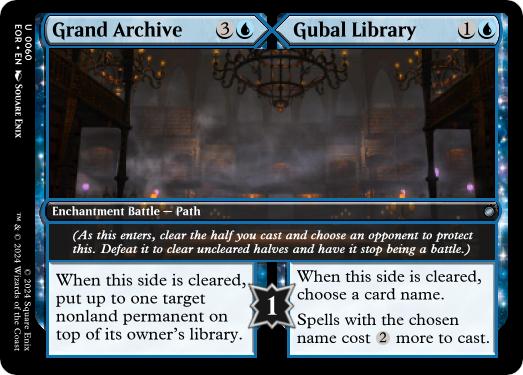 Grand Archive 3
Gubal Library 1
Enchantment Battle — Path
(As this enters, clear the half you cast and choose an opponent to protect
this. Defeat it to clear uncleared halves and have it stop being a battle.)
When this side is cleared,
put up to one target
nonland permanent on
top of its owner's library.
1
When this side is cleared,
choose a card name.
Spells with the chosen
name cost 2 more to cast.
U 0060
EOR • EN SQUARE ENIX
© 2024 Square Enix
™ & © 2024 Wizards of the Coast